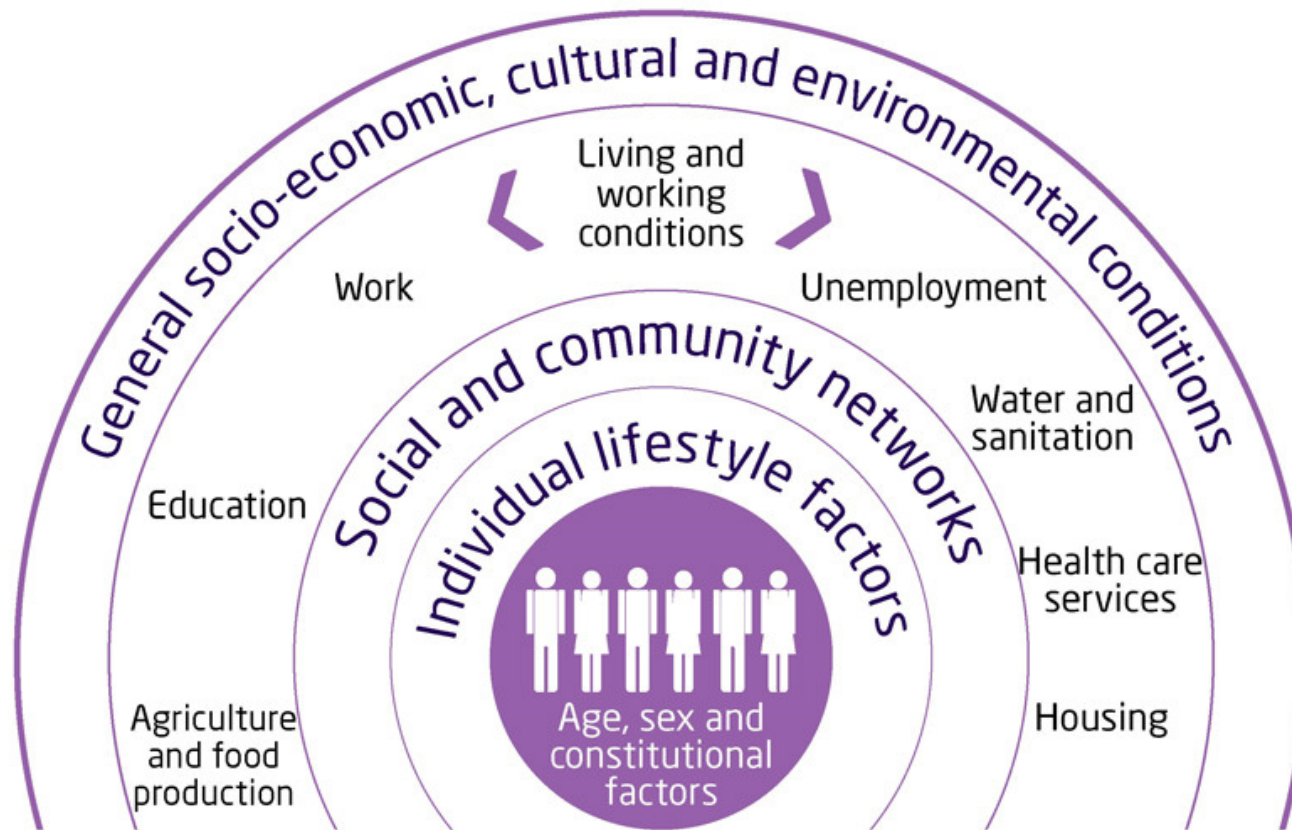 General socio-economic, cultural and environmental conditions
Living and
working
conditions
Work
Unemployment
Social and community networks
Water and
sanitation
Individual lifestyle factors
Education
Health care
services
Agriculture
and food
production
Housing
Age, sex and
constitutional
factors